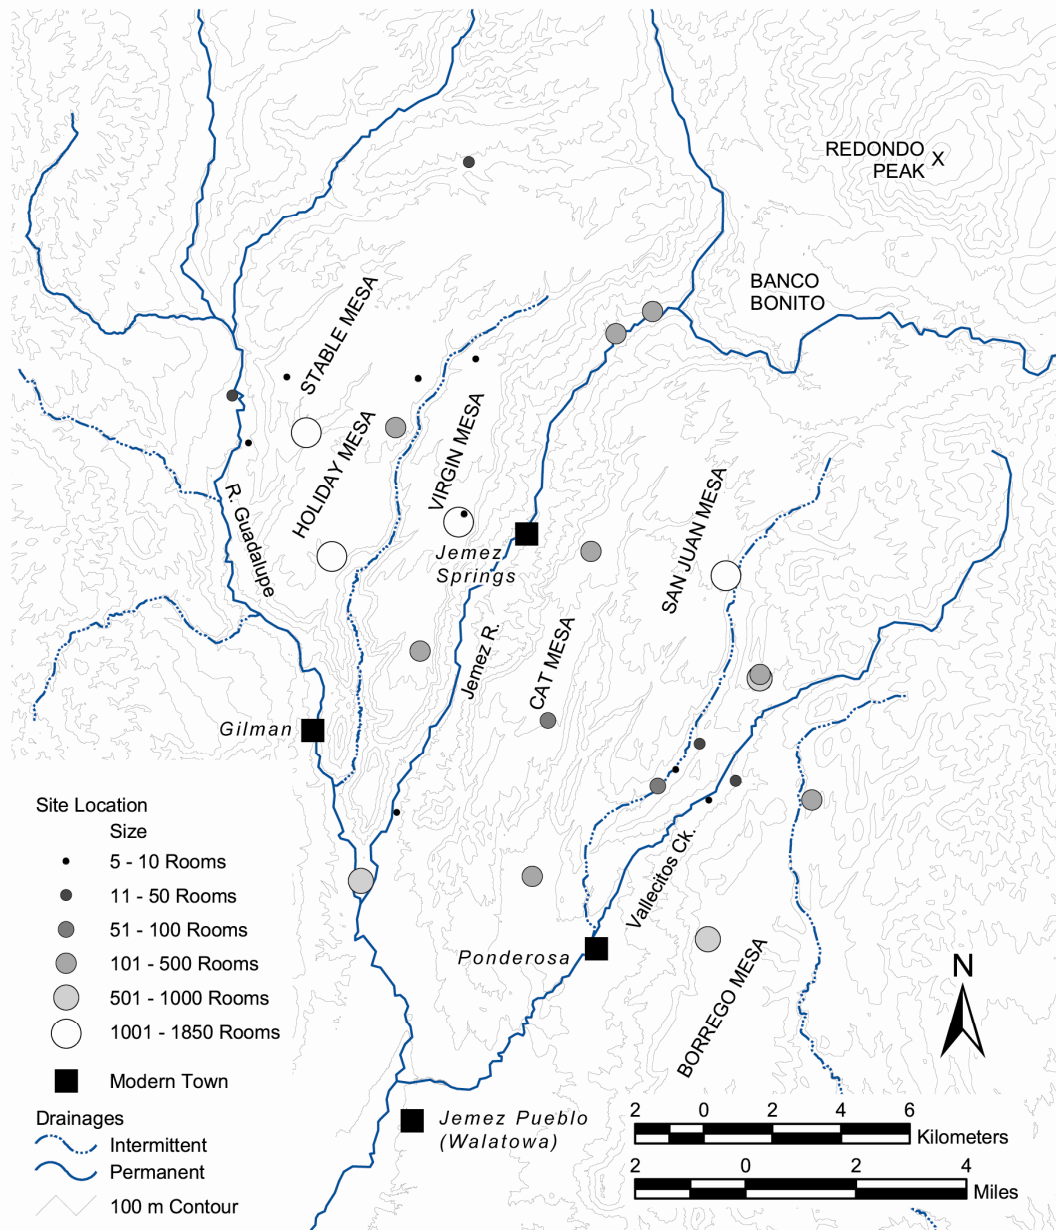 REDONDO
PEAK X
BANCO
BONITO
STABLE MESA
HOLIDAY MESA
VIRGIN MESA
R. Guadalupe
Jemez
Springs
SAN JUAN MESA
Jemez R.
CAT MESA
Gilman
Vallecitos Ck.
Ponderosa
BORREGO MESA
Jemez Pueblo
(Walatowa)
Site Location
Size
5 - 10 Rooms
11 - 50 Rooms
51 - 100 Rooms
101 - 500 Rooms
501 - 1000 Rooms
1001 - 1850 Rooms
Modern Town
Drainages
Intermittent
Permanent
100 m Contour
N
2 0 2 4 6
Kilometers
2 0 2 4
Miles